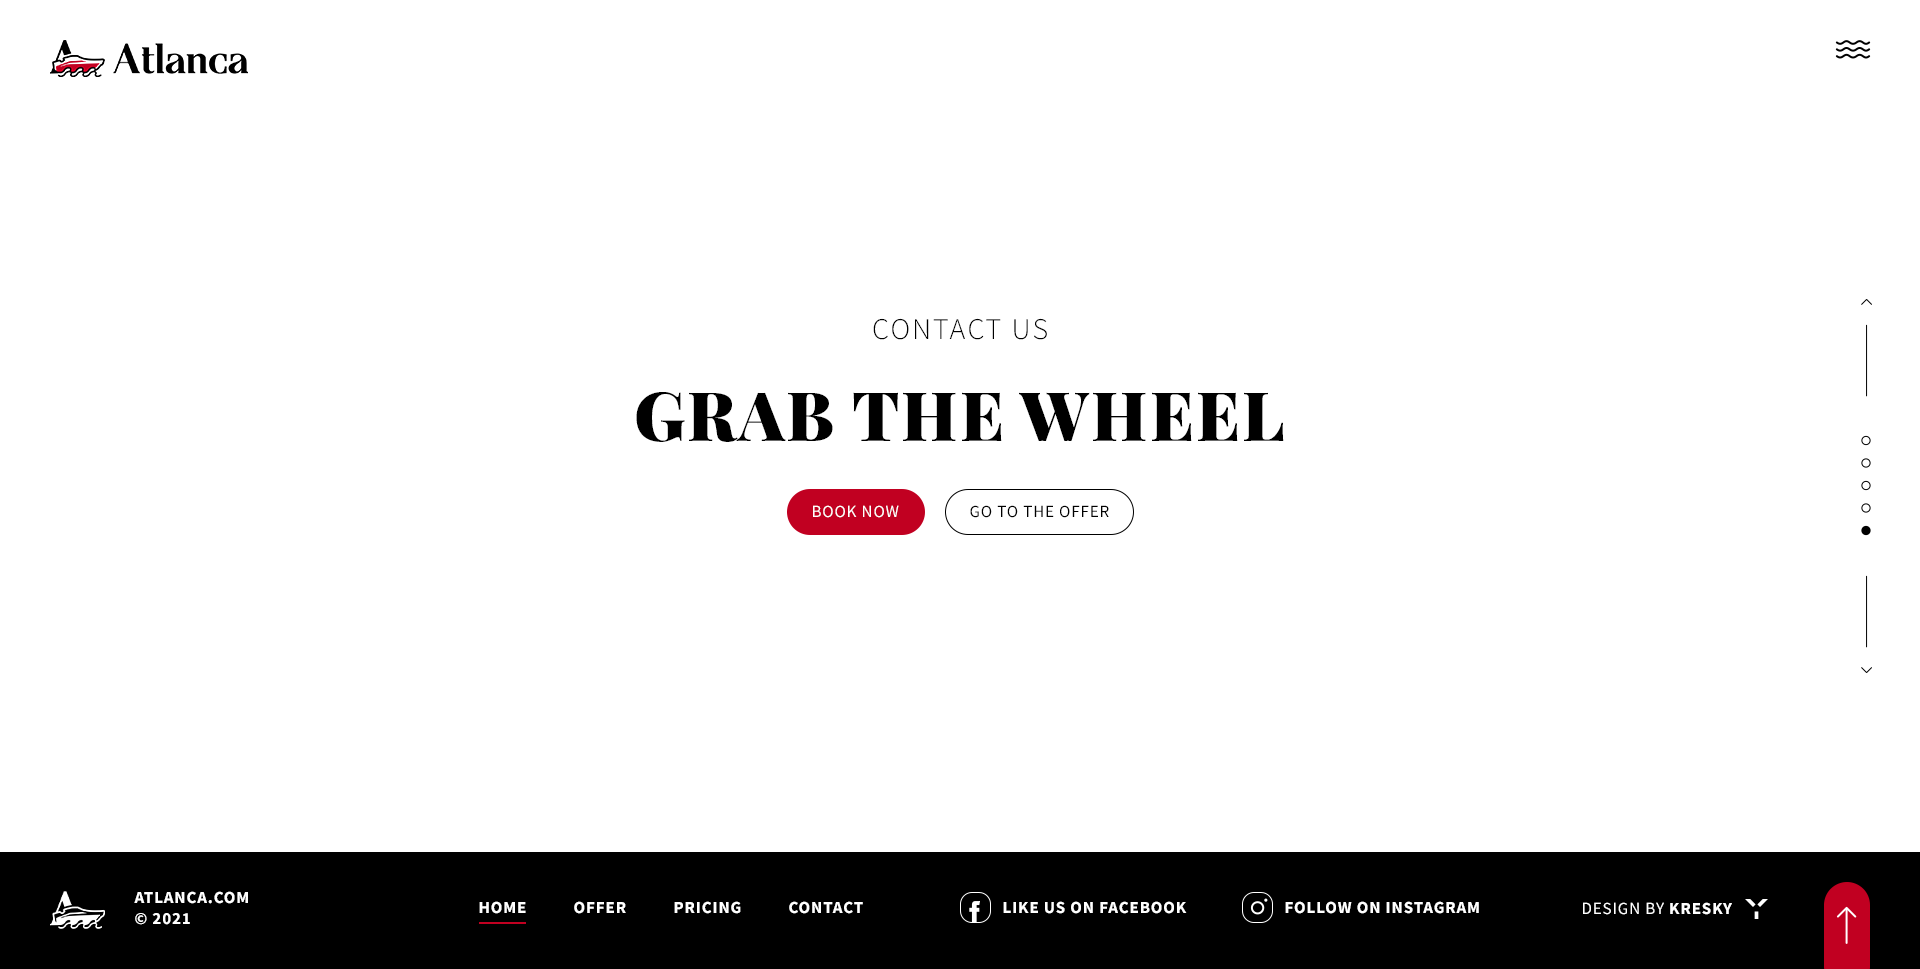 Atlanca
CONTACT US
GRAB THE WHEEL
BOOK NOW
GO TO THE OFFER
ATLANCA.COM
© 2021
HOME
OFFER
PRICING
CONTACT
LIKE US ON FACEBOOK
FOLLOW ON INSTAGRAM
DESIGN BY KRESKY